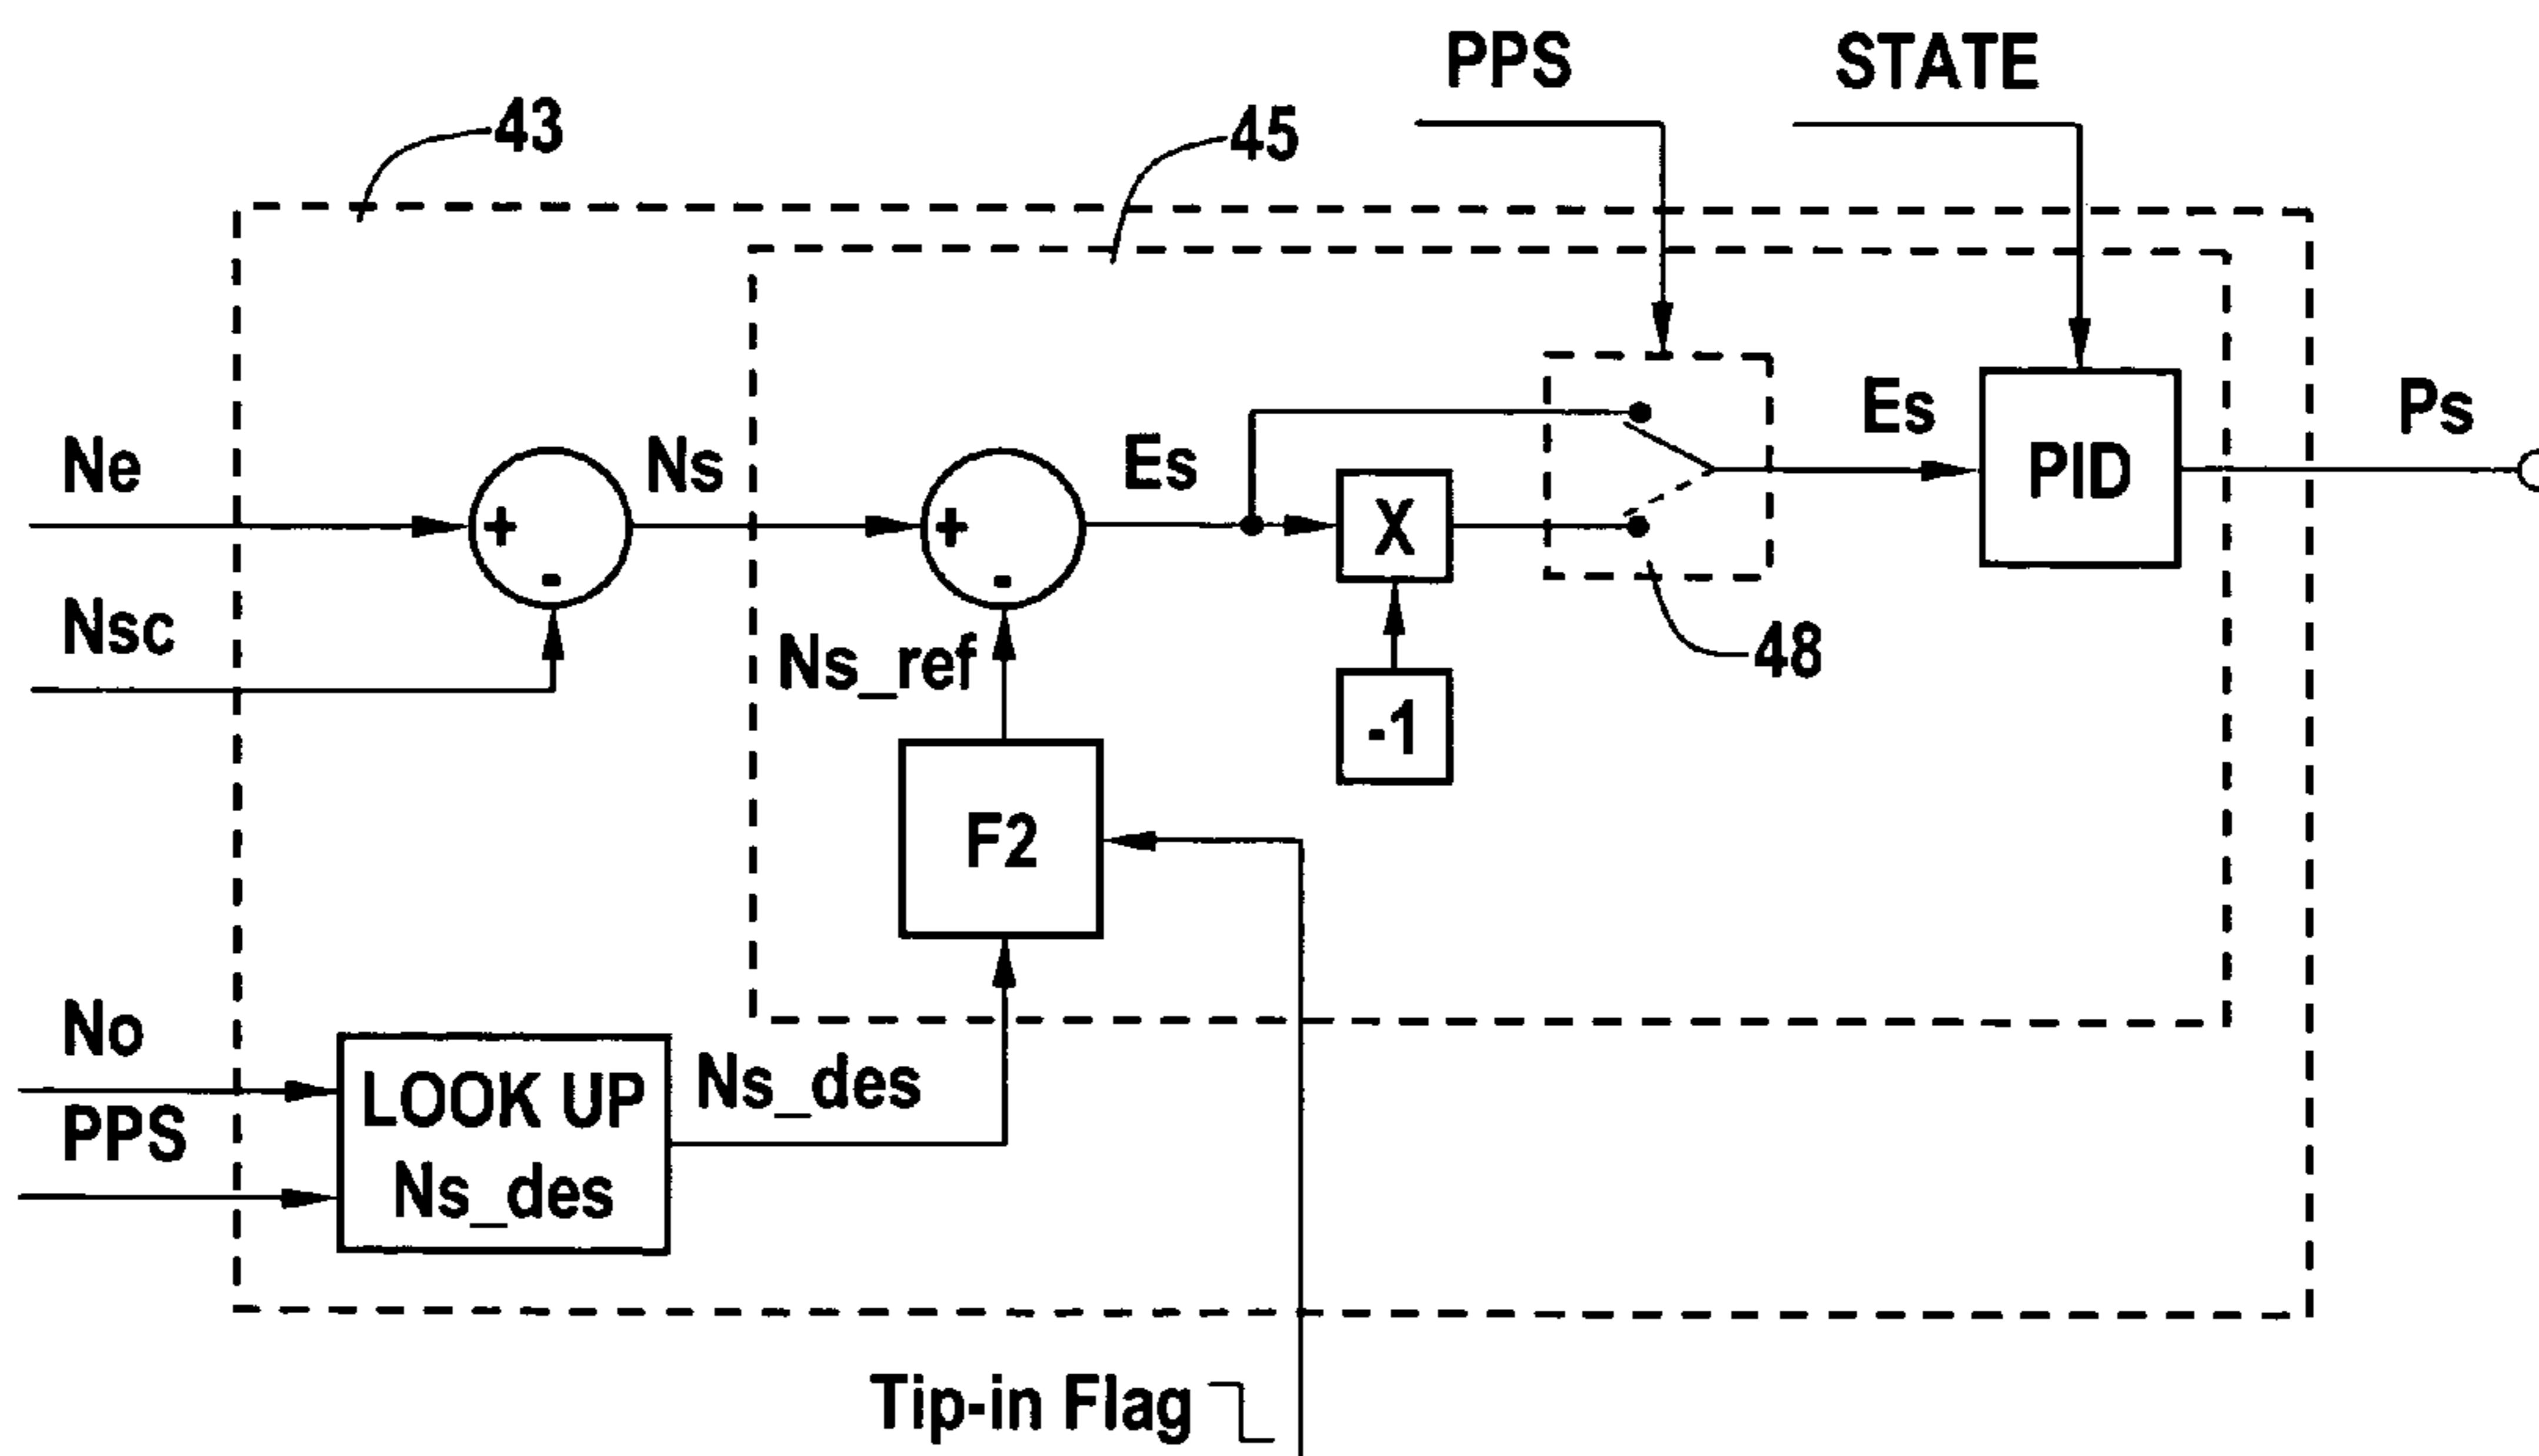 PPS
STATE
43
45
Ne
Ns
Es
Es
PID
Ps
+
-
+
-
X
Nsc
Ns_ref
48
-1
F2
No
PPS
LOOK UP
Ns_des
Ns_des
Tip-in Flag